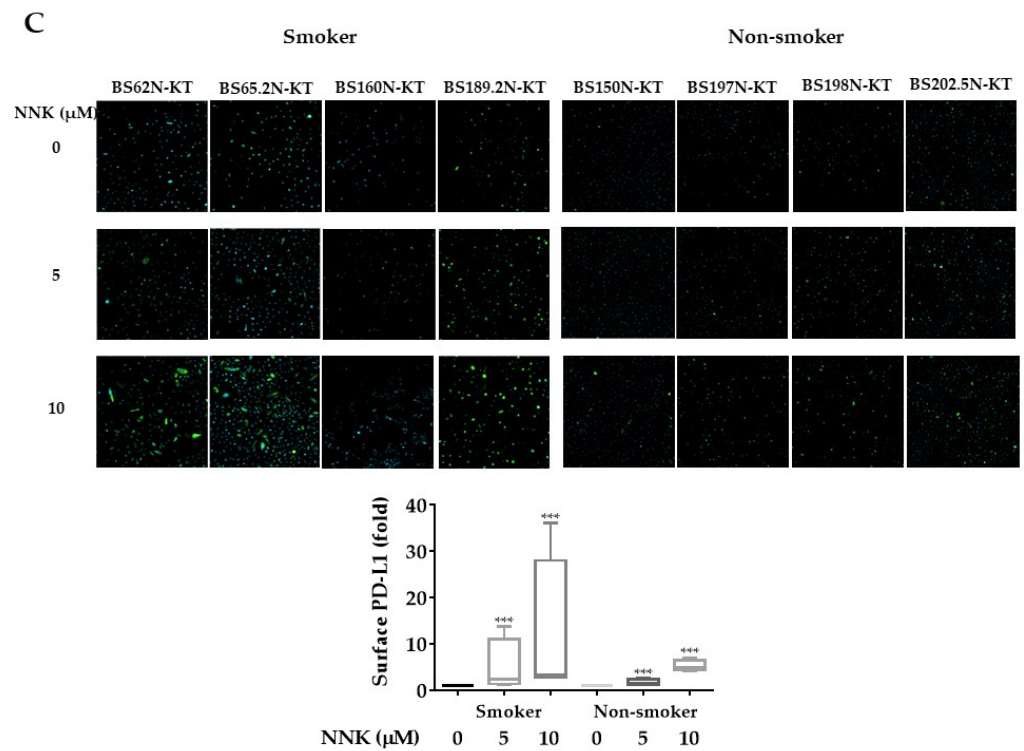 C
Smoker Non-smoker
BS62N-KT BS65.2N-KT BS160N-KT BS189.2N-KT BS150N-KT BS197N-KT BS198N-KT BS202.5N-KT
NNK (μM)
0
5
10
Surface PD-L1 (fold)
40
30
20
10
0
***
***
***
***
Smoker Non-smoker
NNK (μM) 0 5 10 0 5 10